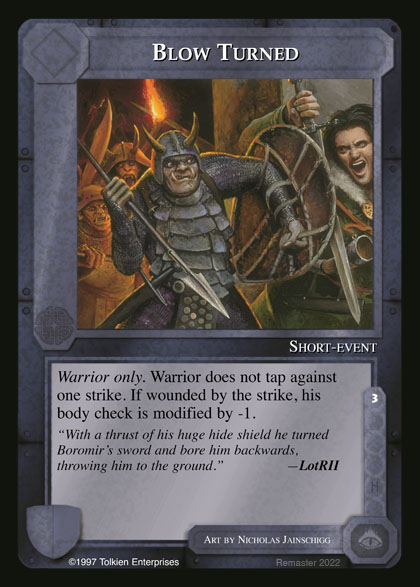 BLOW TURNED
SHORT-EVENT
Warrior only. Warrior does not tap against
one strike. If wounded by the strike, his
body check is modified by -1.
3
“With a thrust of his huge hide shield he turned
Boromir's sword and bore him backwards,
throwing him to the ground.” —LotRII
H
ART BY NICHOLAS JAINSCHIGG
©1997 Tolkien Enterprises
Remaster 2022